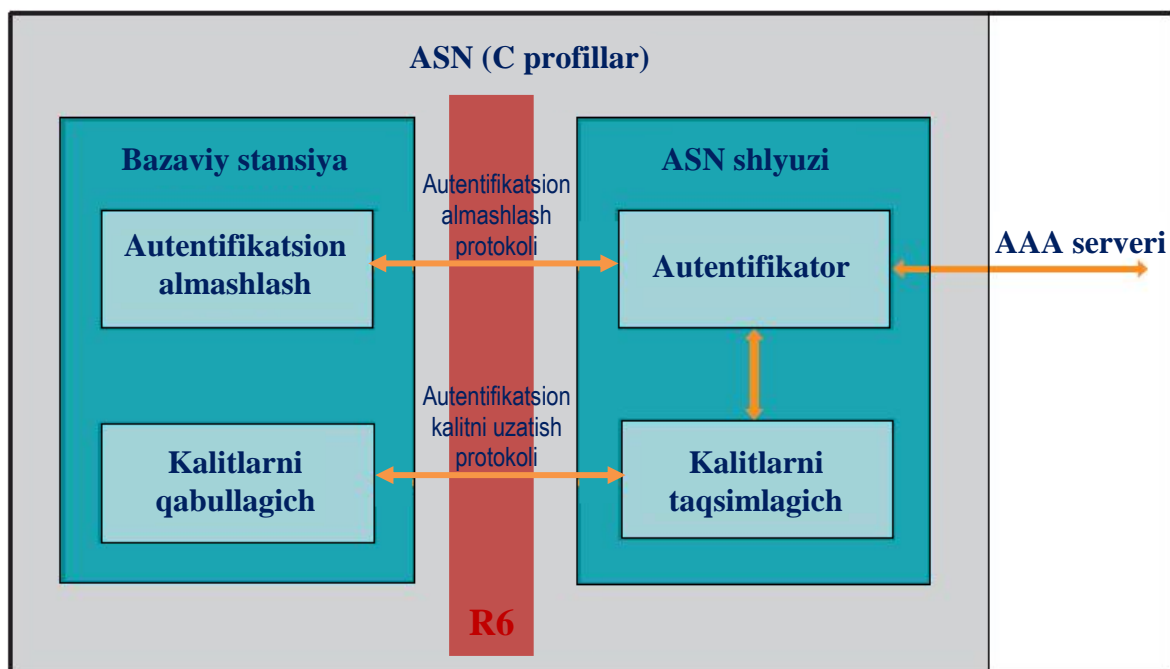 ASN (C profillar)
Bazaviy stansiya
ASN shlyuzi
Autentifikatsion
almashlash
protokoli
Autentifikatsion
almashlash
Autentifikator
AAA serveri
Autentifikatsion
kalitni uzatish
protokoli
Kalitlarni
qabullagich
Kalitlarni
taqsimlagich
R6